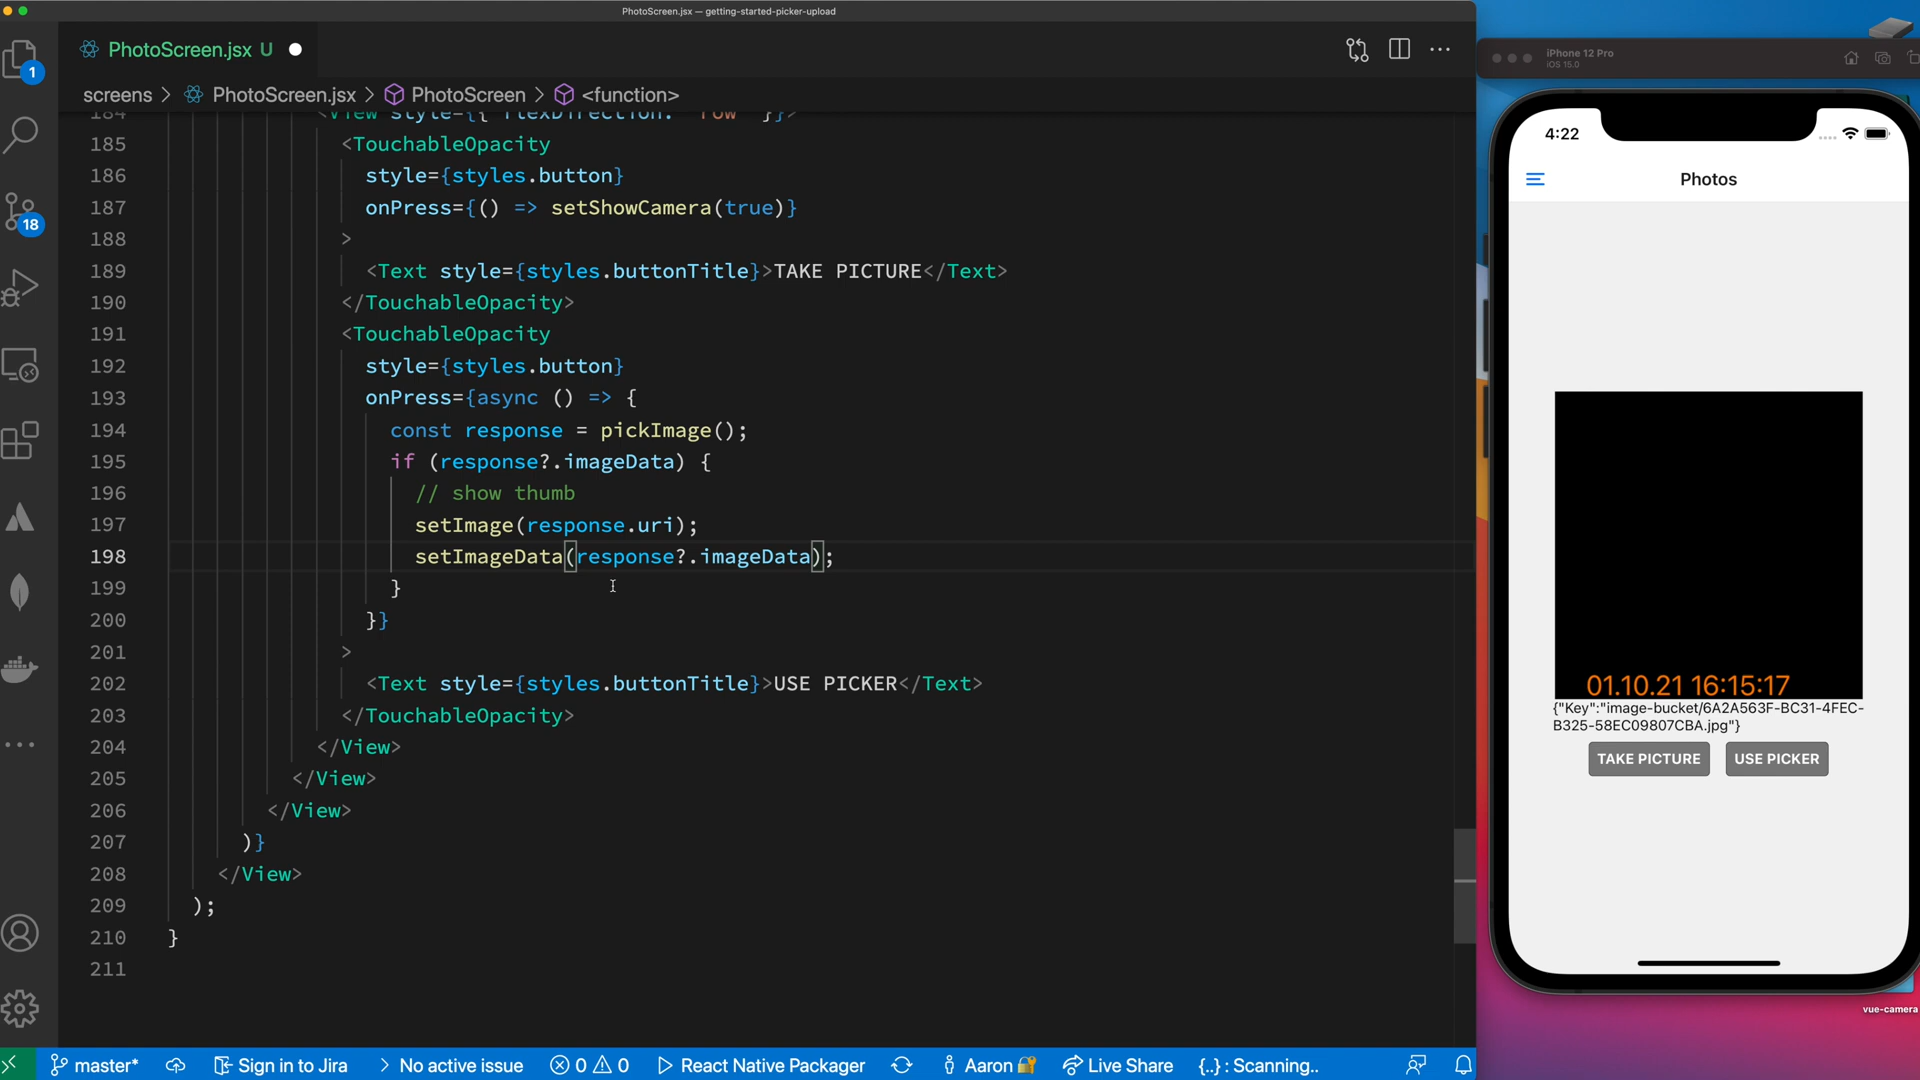 PhotoScreen.jsx — getting-started-picker-upload
PhotoScreen.jsx U
1
screens > PhotoScreen.jsx > PhotoScreen > <function>
184 <View style={{ flexDirection: "row" }}>
185 <TouchableOpacity
186 style={styles.button}
187 onPress={() => setShowCamera(true)}
188 >
189 <Text style={styles.buttonTitle}>TAKE PICTURE</Text>
190 </TouchableOpacity>
191 <TouchableOpacity
192 style={styles.button}
193 onPress={async () => {
194 const response = pickImage();
195 if (response?.imageData) {
196 // show thumb
197 setImage(response.uri);
198 setImageData(response?.imageData);
199 }
200 }}
201 >
202 <Text style={styles.buttonTitle}>USE PICKER</Text>
203 </TouchableOpacity>
204 </View>
205 </View>
206 </View>
207 )}
208 </View>
209 );
210 }
211
18
master* Sign in to Jira > No active issue 0 0 React Native Packager Aaron Live Share {..} : Scanning..
iPhone 12 Pro
iOS 15.0
4:22
Photos
01.10.21 16:15:17
{"Key":"image-bucket/6A2A563F-BC31-4FEC-
B325-58EC09807CBA.jpg"}
TAKE PICTURE USE PICKER
vue-camera